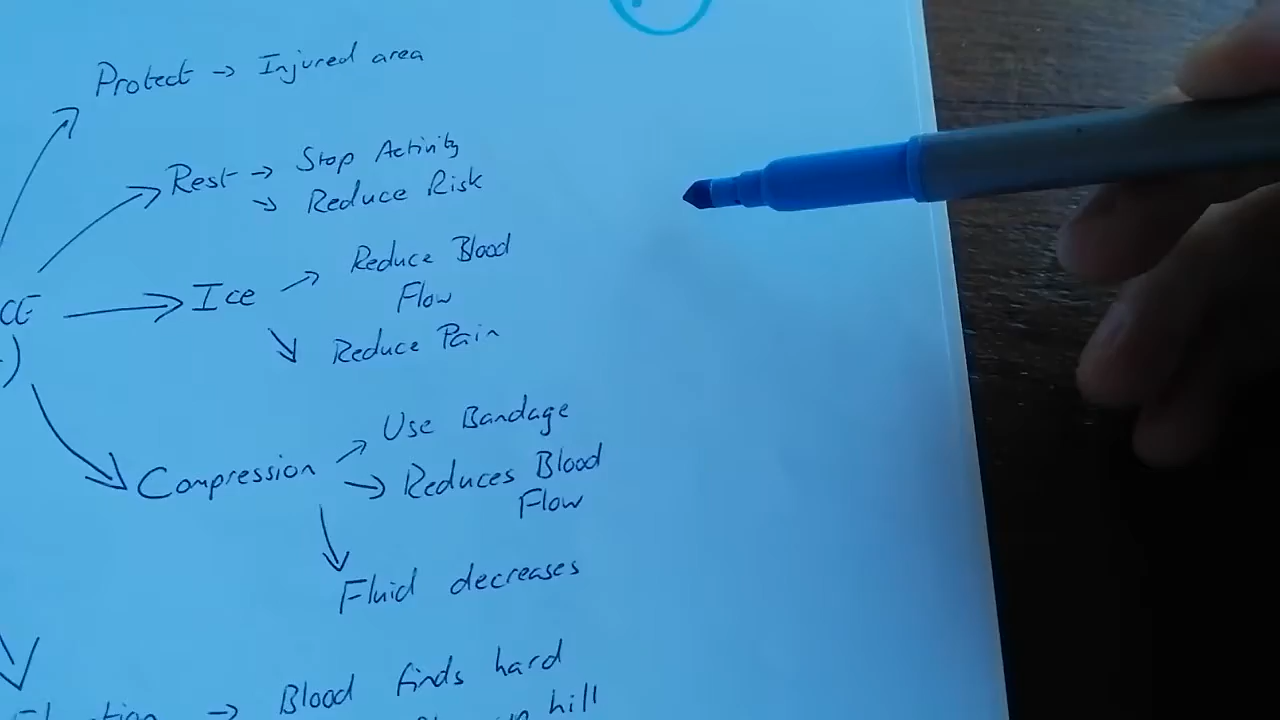 Protect → Injured area
Rest → Stop Activity
↘ Reduce Risk
CE → Ice ↗ Reduce Blood
Flow
↘ Reduce Pain
)
Compression ↗ Use Bandage
→ Reduces Blood
Flow
↓ Fluid decreases
→ Blood finds hard
hill